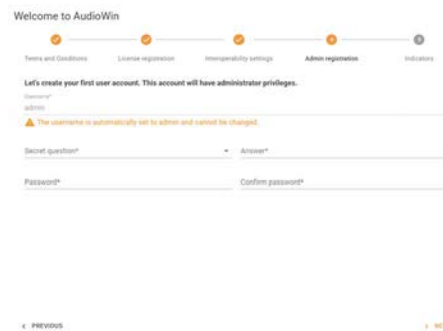 Welcome to AudioWin
Terms and Conditions
License registration
Interoperability settings
Admin registration
Indicators
Let's create your first user account. This account will have administrator privileges.
Username*
admin
The username is automatically set to admin and cannot be changed.
Secret question*
Answer*
Password*
Confirm password*
PREVIOUS